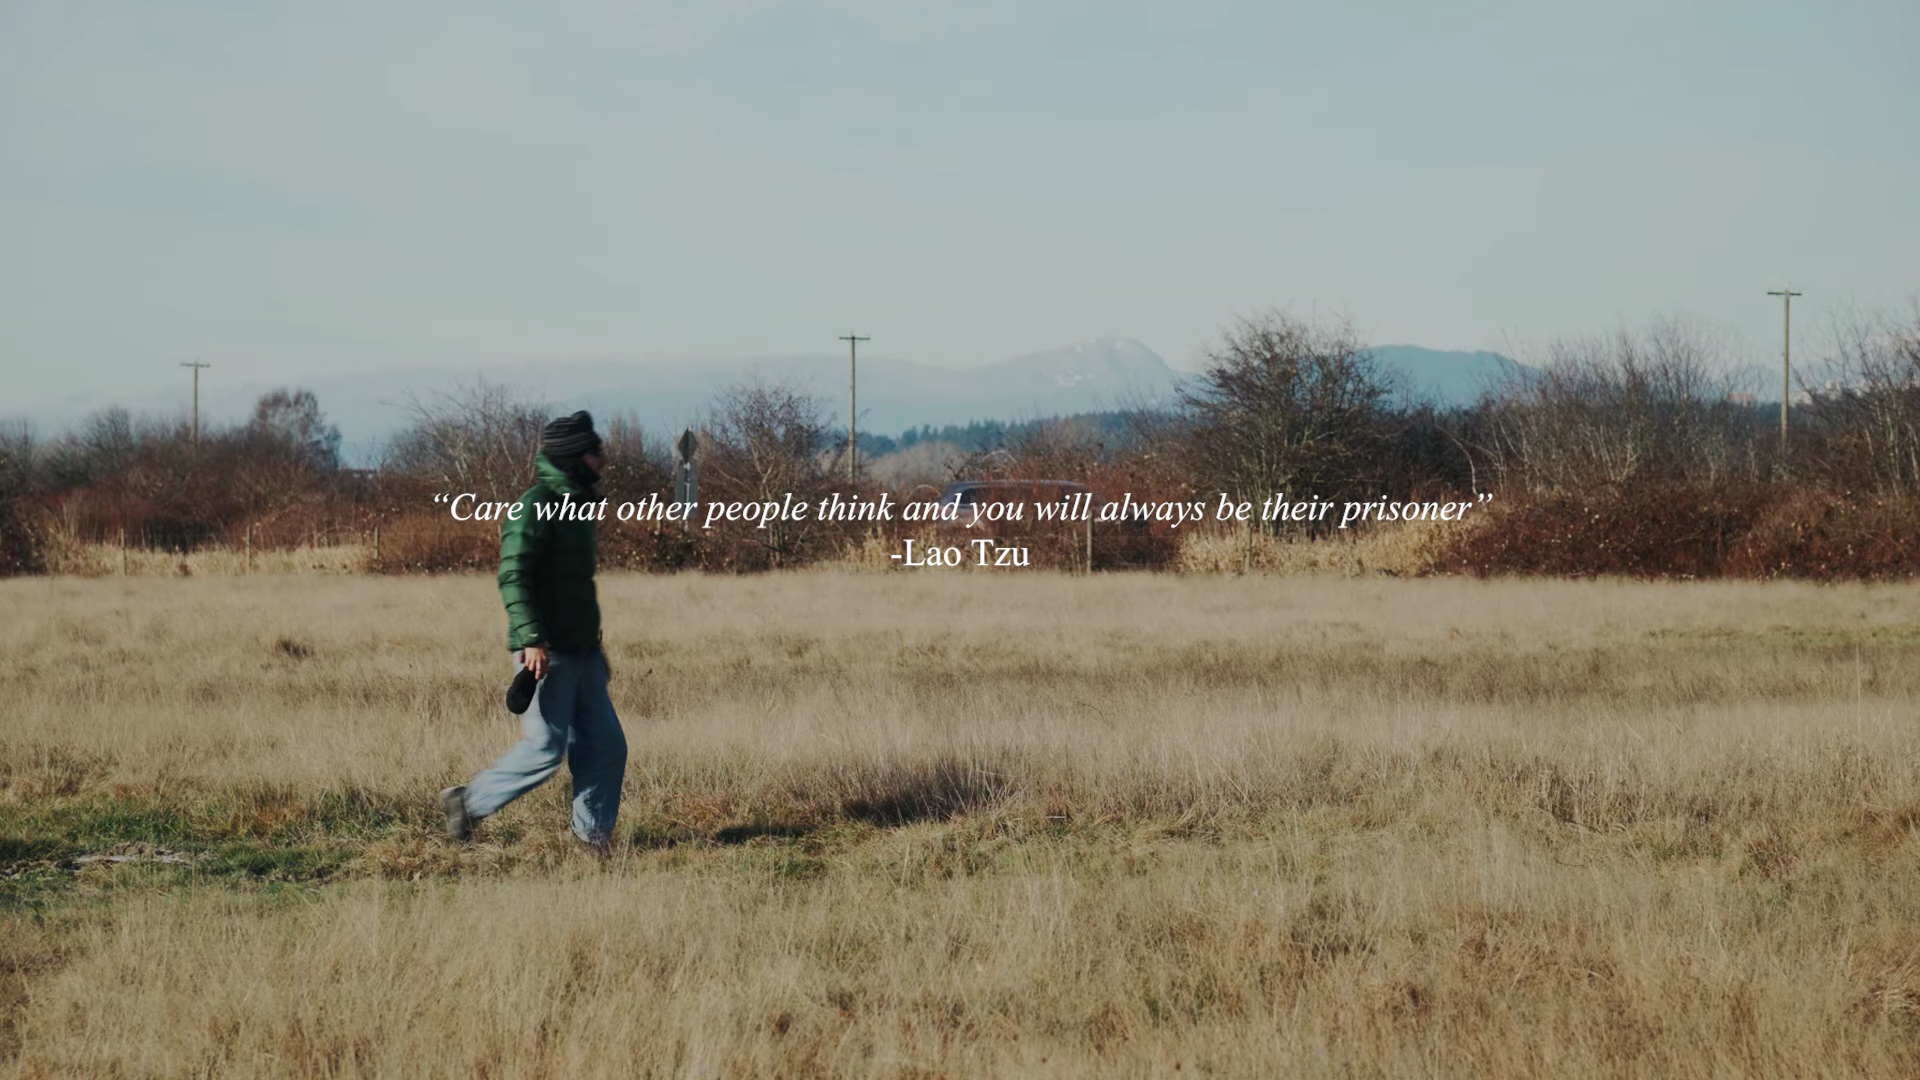 “Care what other people think and you will always be their prisoner”
-Lao Tzu